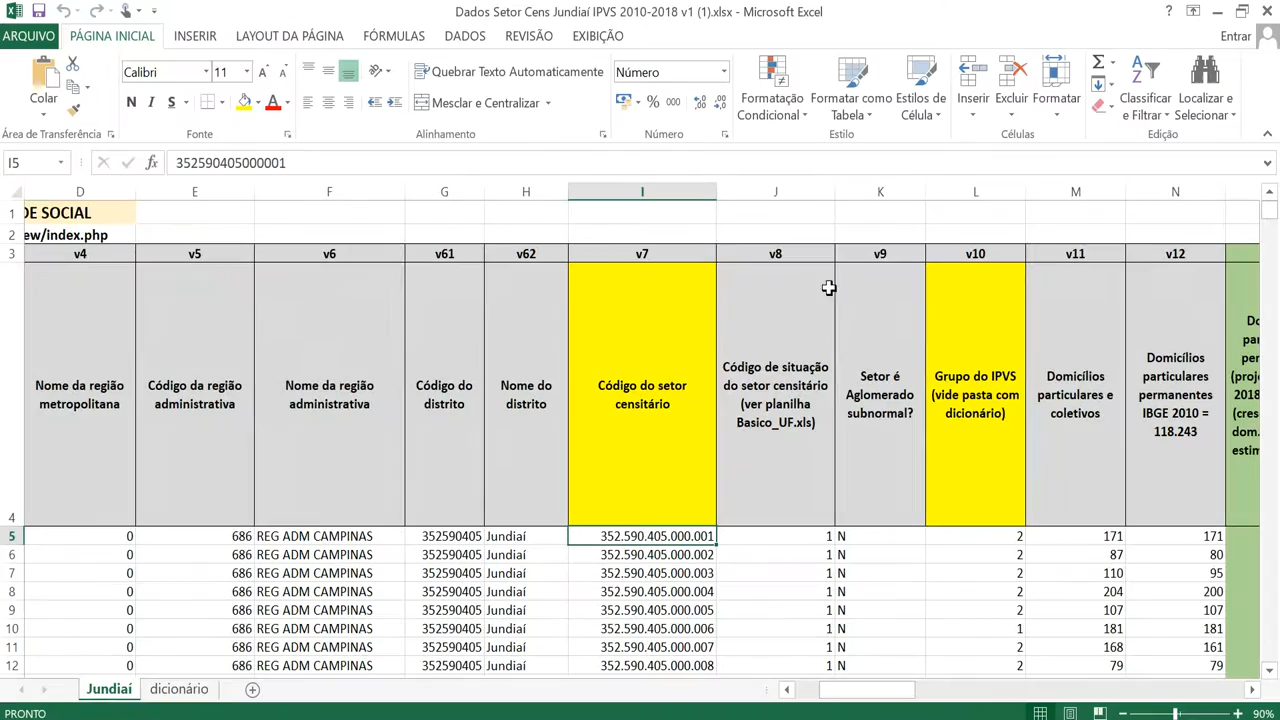 Dados Setor Cens Jundiaí IPVS 2010-2018 v1 (1).xlsx - Microsoft Excel
ARQUIVO PÁGINA INICIAL INSERIR LAYOUT DA PÁGINA FÓRMULAS DADOS REVISÃO EXIBIÇÃO Entrar
Calibri 11 Quebrar Texto Automaticamente Número
Colar N I S Mesclar e Centralizar % 000
Formatação Condicional
Formatar como Tabela
Estilos de Célula
Inserir Excluir Formatar
Classificar e Filtrar
Localizar e Selecionar
Área de Transferência Fonte Alinhamento Número Estilo Células Edição
I5 fx 352590405000001
D E F G H I J K L M N
1 DE SOCIAL
2 ew/index.php
3 v4 v5 v6 v61 v62 v7 v8 v9 v10 v11 v12
4
Nome da região
metropolitana
Código da região
administrativa
Nome da região
administrativa
Código do
distrito
Nome do
distrito
Código do setor
censitário
Código de situação
do setor censitário
(ver planilha
Basico_UF.xls)
Setor é
Aglomerado
subnormal?
Grupo do IPVS
(vide pasta com
dicionário)
Domicílios
particulares e
coletivos
Domicílios
particulares
permanentes
IBGE 2010 =
118.243
Do
par
per
(proj
2018
(cres
dom.
estim
5 0 686 REG ADM CAMPINAS 352590405 Jundiaí 352.590.405.000.001 1 N 2 171 171
6 0 686 REG ADM CAMPINAS 352590405 Jundiaí 352.590.405.000.002 1 N 2 87 80
7 0 686 REG ADM CAMPINAS 352590405 Jundiaí 352.590.405.000.003 1 N 2 110 95
8 0 686 REG ADM CAMPINAS 352590405 Jundiaí 352.590.405.000.004 1 N 2 204 200
9 0 686 REG ADM CAMPINAS 352590405 Jundiaí 352.590.405.000.005 1 N 2 107 107
10 0 686 REG ADM CAMPINAS 352590405 Jundiaí 352.590.405.000.006 1 N 1 181 181
11 0 686 REG ADM CAMPINAS 352590405 Jundiaí 352.590.405.000.007 1 N 2 168 161
12 0 686 REG ADM CAMPINAS 352590405 Jundiaí 352.590.405.000.008 1 N 2 79 79
Jundiaí dicionário
PRONTO 90%